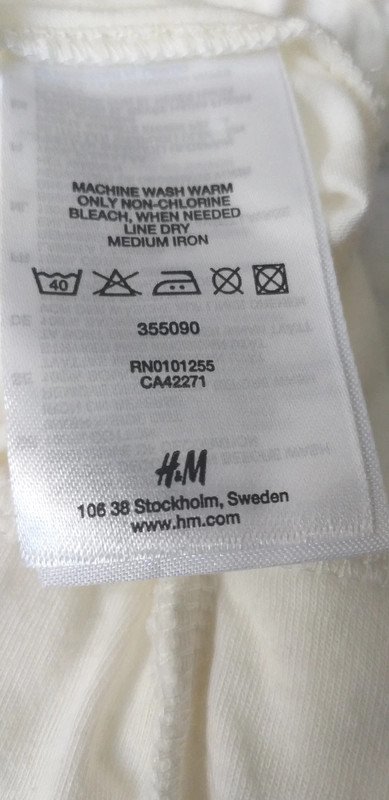 MACHINE WASH WARM
ONLY NON-CHLORINE
BLEACH, WHEN NEEDED
LINE DRY
MEDIUM IRON
40
355090
RN0101255
CA42271
H&M
106 38 Stockholm, Sweden
www.hm.com